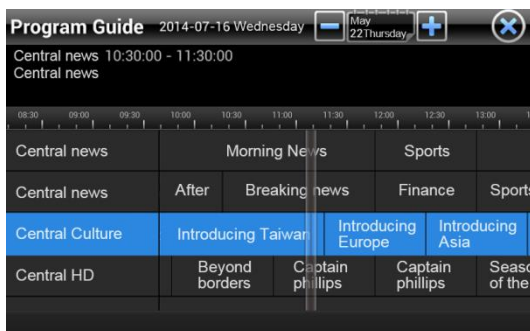 Program Guide 2014-07-16 Wednesday May
22Thursday
Central news 10:30:00 - 11:30:00
Central news
08:30 09:00 09:30 10:00 10:30 11:00 11:30 12:00 12:30 13:00
Central news Morning News Sports
Central news After Breaking news Finance Sports
Central Culture Introducing Taiwan Introducing Europe Introducing Asia
Central HD Beyond borders Captain phillips Captain phillips
of the